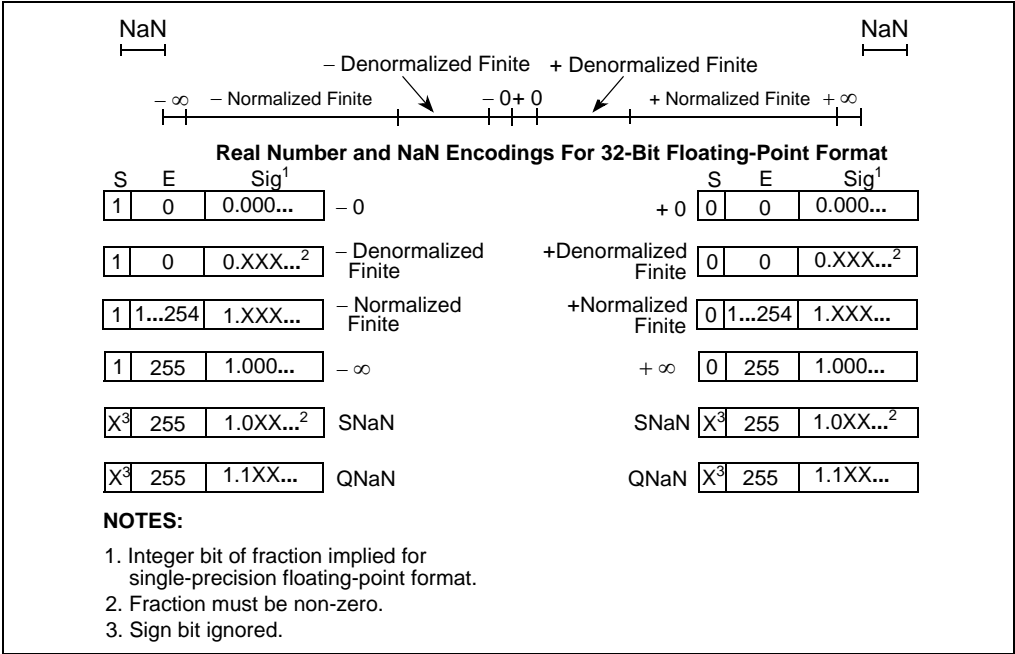 NaN NaN
− Denormalized Finite + Denormalized Finite
− ∞ − Normalized Finite − 0 + 0 + Normalized Finite + ∞
Real Number and NaN Encodings For 32-Bit Floating-Point Format
S E Sig1 S E Sig1
1 0 0.000... − 0 + 0 0 0 0.000...
1 0 0.XXX...2 − Denormalized Finite +Denormalized Finite 0 0 0.XXX...2
1 1...254 1.XXX... − Normalized Finite +Normalized Finite 0 1...254 1.XXX...
1 255 1.000... − ∞ + ∞ 0 255 1.000...
X3 255 1.0XX...2 SNaN SNaN X3 255 1.0XX...2
X3 255 1.1XX... QNaN QNaN X3 255 1.1XX...
NOTES:
1. Integer bit of fraction implied for
single-precision floating-point format.
2. Fraction must be non-zero.
3. Sign bit ignored.